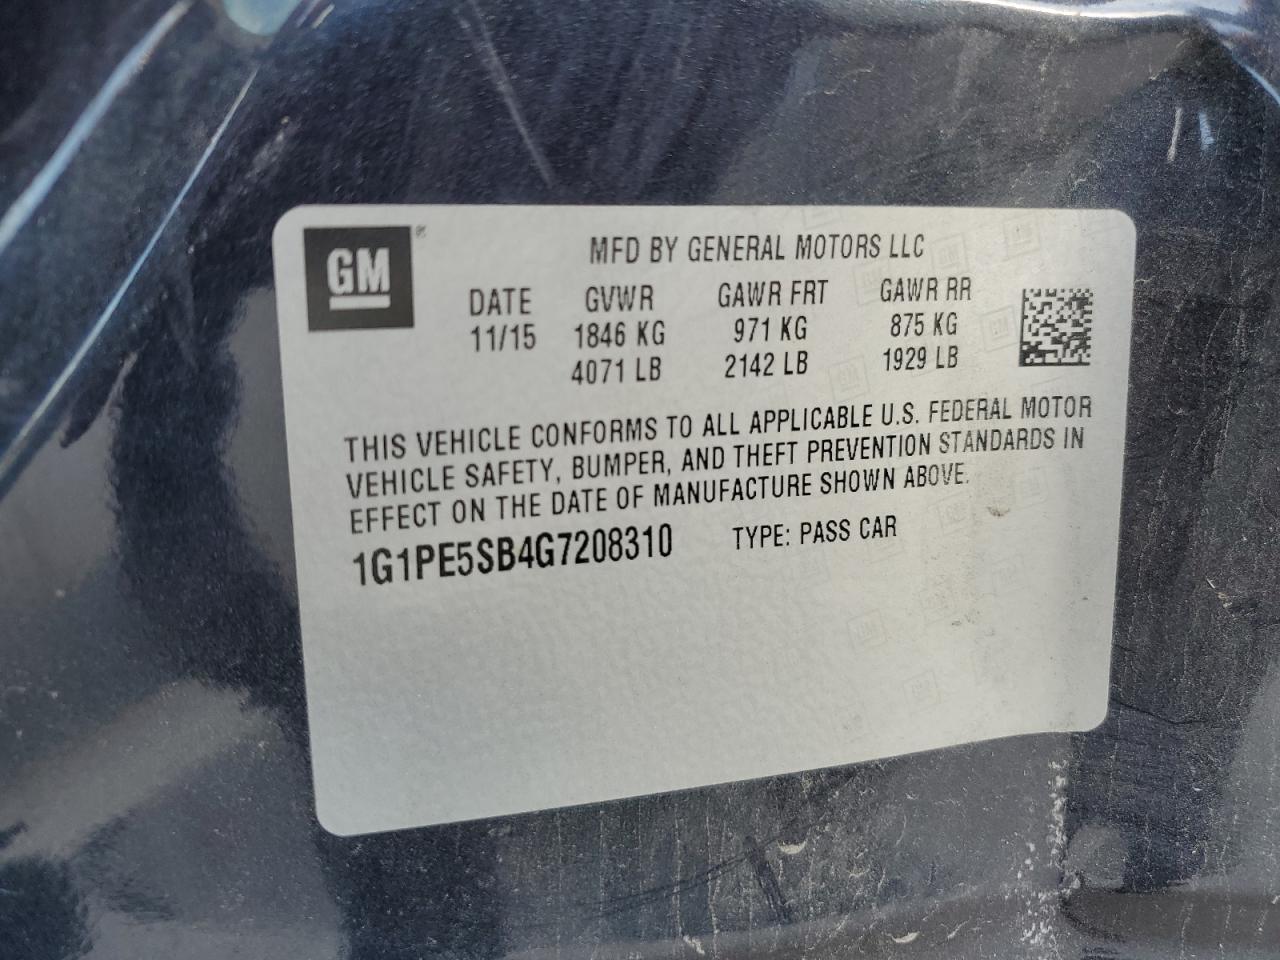 GM ®
MFD BY GENERAL MOTORS LLC
DATE GVWR GAWR FRT GAWR RR
11/15 1846 KG 971 KG 875 KG
4071 LB 2142 LB 1929 LB
THIS VEHICLE CONFORMS TO ALL APPLICABLE U.S. FEDERAL MOTOR
VEHICLE SAFETY, BUMPER, AND THEFT PREVENTION STANDARDS IN
EFFECT ON THE DATE OF MANUFACTURE SHOWN ABOVE.
1G1PE5SB4G7208310 TYPE: PASS CAR